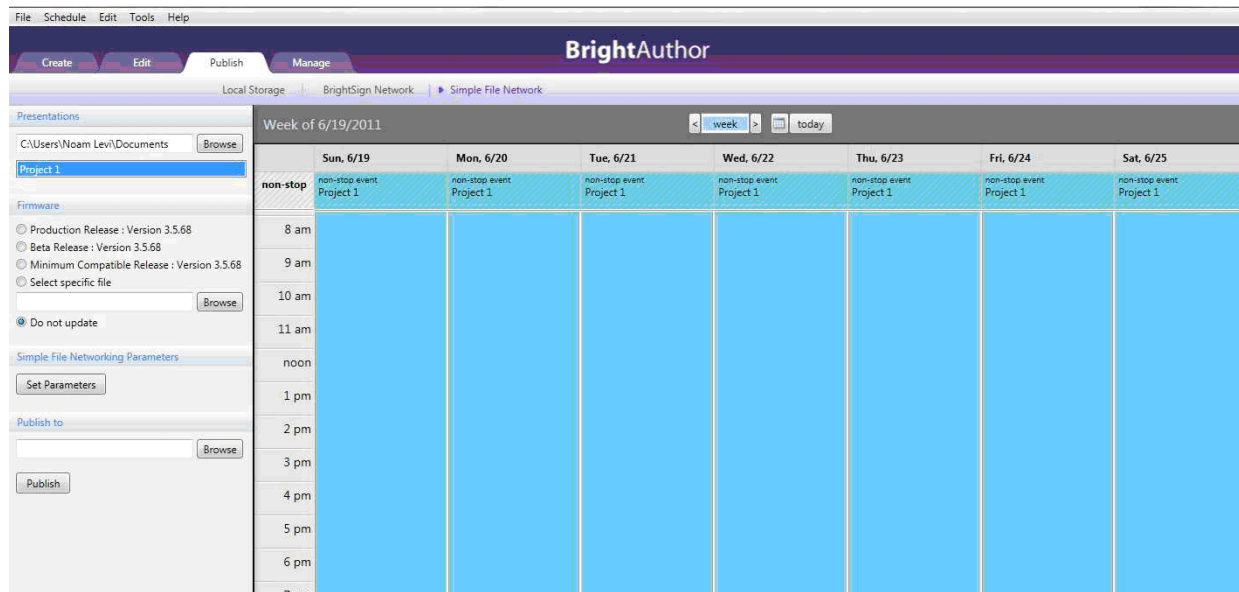 File Schedule Edit Tools Help
BrightAuthor
Create Edit Publish Manage
Local Storage BrightSign Network Simple File Network
Presentations
C:\Users\Noam Levi\Documents Browse
Project 1
Firmware
Production Release : Version 3.5.68
Beta Release : Version 3.5.68
Minimum Compatible Release : Version 3.5.68
Select specific file
Browse
Do not update
Simple File Networking Parameters
Set Parameters
Publish to
Browse
Publish
Week of 6/19/2011 < week > today
Sun, 6/19 Mon, 6/20 Tue, 6/21 Wed, 6/22 Thu, 6/23 Fri, 6/24 Sat, 6/25
non-stop
non-stop event non-stop event non-stop event non-stop event non-stop event non-stop event non-stop event
Project 1 Project 1 Project 1 Project 1 Project 1 Project 1 Project 1
8 am
9 am
10 am
11 am
noon
1 pm
2 pm
3 pm
4 pm
5 pm
6 pm